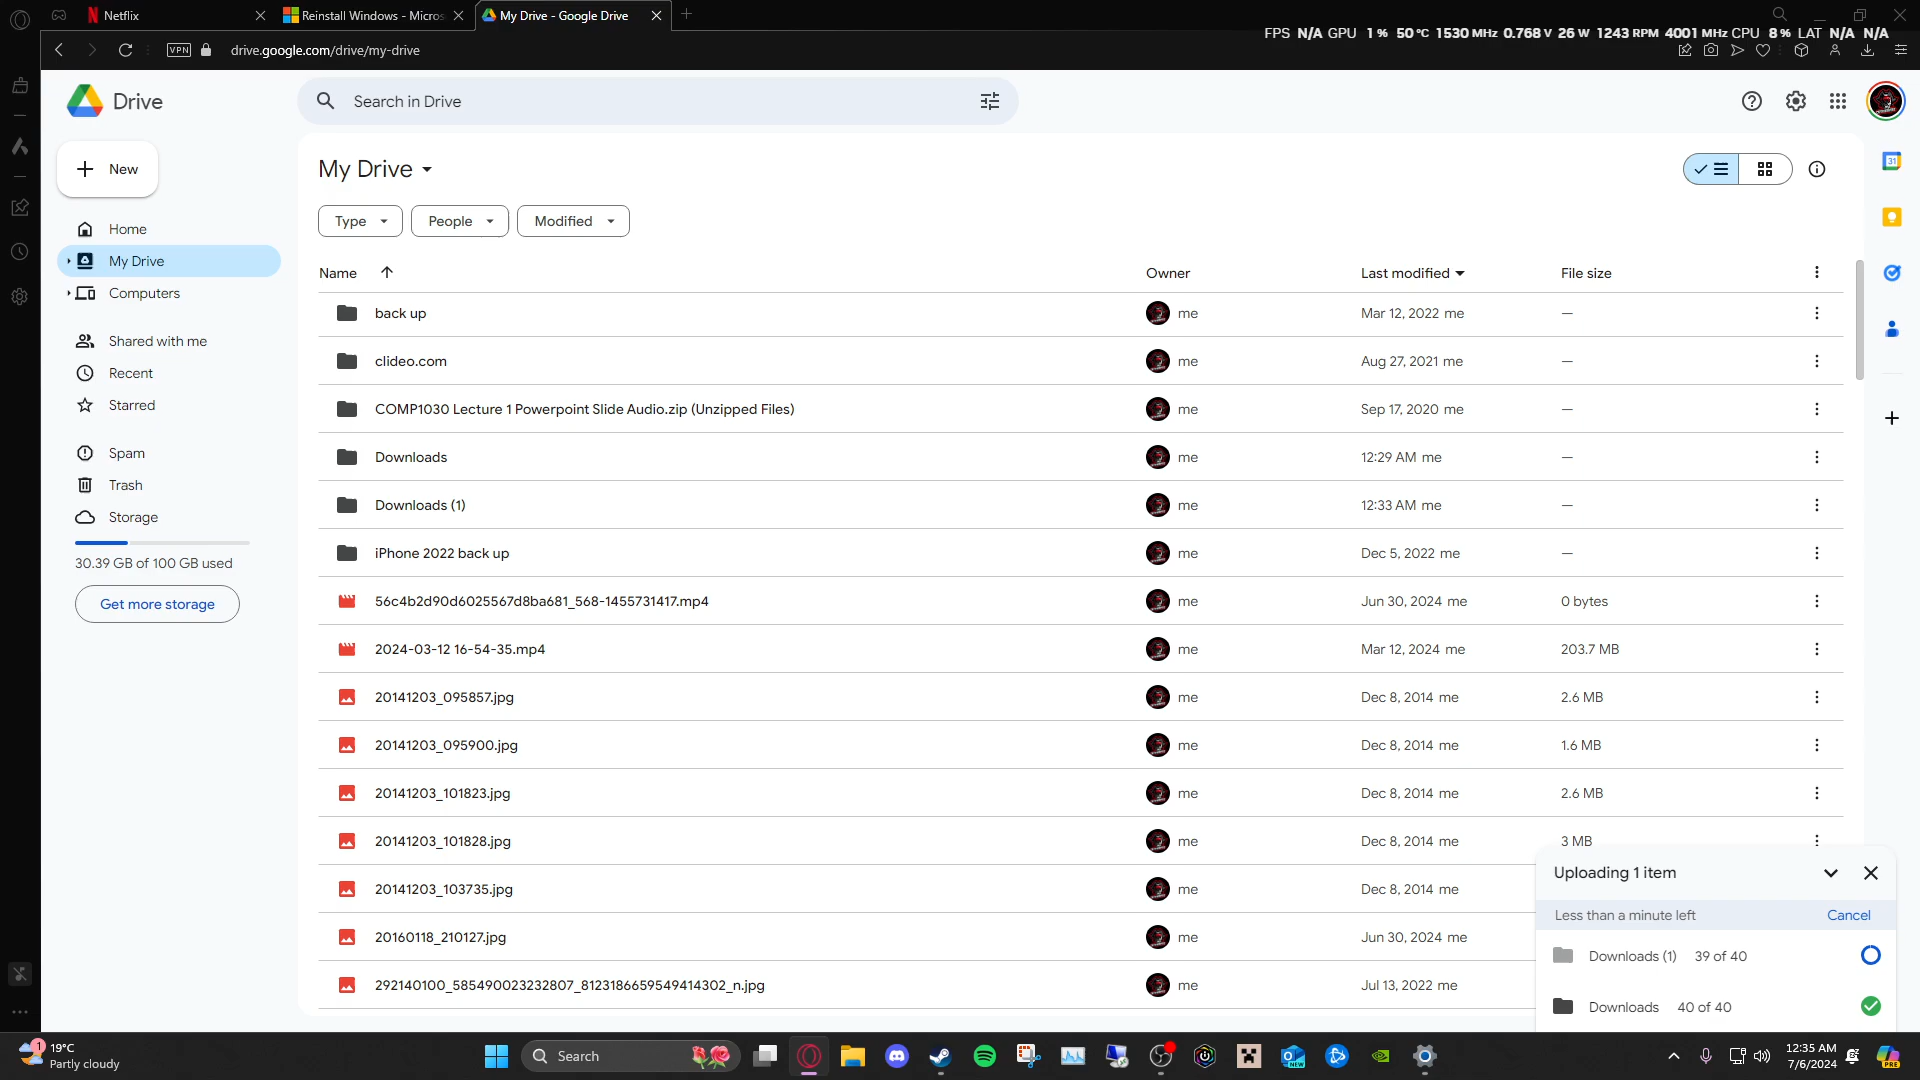 Netflix
Reinstall Windows - Micros
My Drive - Google Drive
FPS N/A GPU 1 % 50 °C 1530 MHz 0.768 V 26 W 1243 RPM 4001 MHz CPU 8 % LAT N/A N/A
VPN
drive.google.com/drive/my-drive
Drive
Search in Drive
New
My Drive
Type
People
Modified
Home
My Drive
Computers
Shared with me
Recent
Starred
Spam
Trash
Storage
30.39 GB of 100 GB used
Get more storage
Name Owner Last modified File size
back up me Mar 12, 2022 me —
clideo.com me Aug 27, 2021 me —
COMP1030 Lecture 1 Powerpoint Slide Audio.zip (Unzipped Files) me Sep 17, 2020 me —
Downloads me 12:29 AM me —
Downloads (1) me 12:33 AM me —
iPhone 2022 back up me Dec 5, 2022 me —
56c4b2d90d6025567d8ba681_568-1455731417.mp4 me Jun 30, 2024 me 0 bytes
2024-03-12 16-54-35.mp4 me Mar 12, 2024 me 203.7 MB
20141203_095857.jpg me Dec 8, 2014 me 2.6 MB
20141203_095900.jpg me Dec 8, 2014 me 1.6 MB
20141203_101823.jpg me Dec 8, 2014 me 2.6 MB
20141203_101828.jpg me Dec 8, 2014 me 3 MB
20141203_103735.jpg me Dec 8, 2014 me
20160118_210127.jpg me Jun 30, 2024 me
292140100_585490023232807_8123186659549414302_n.jpg me Jul 13, 2022 me
31
Uploading 1 item
Less than a minute left Cancel
Downloads (1) 39 of 40
Downloads 40 of 40
1
19°C
Partly cloudy
Search
NEW
12:35 AM
7/6/2024
PRE